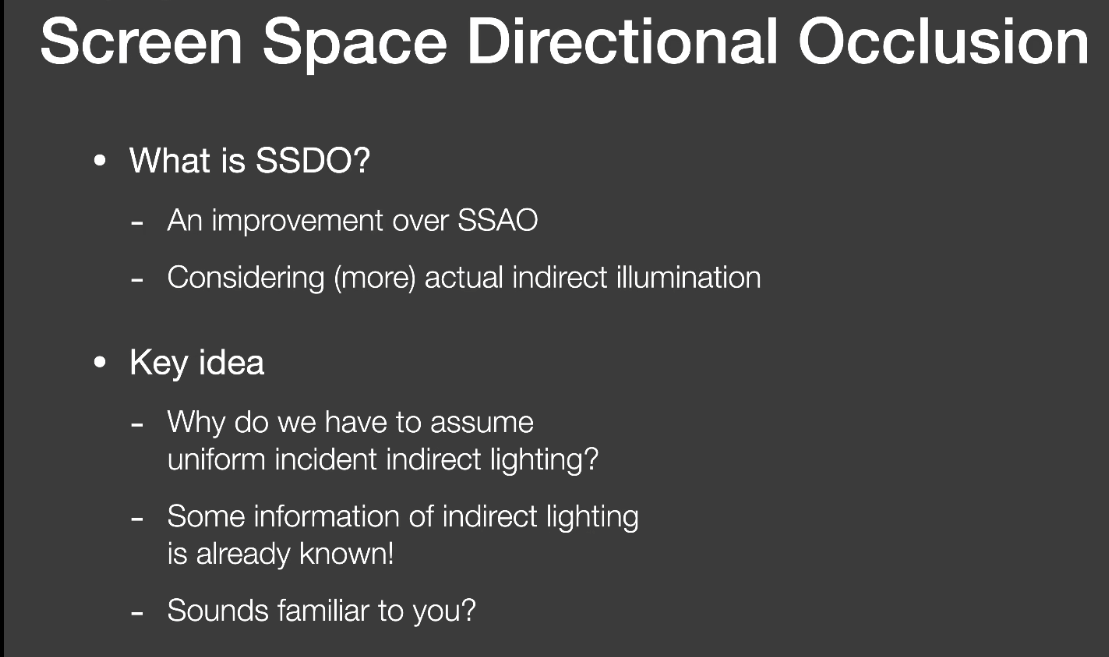 Screen Space Directional Occlusion
• What is SSDO?
- An improvement over SSAO
- Considering (more) actual indirect illumination
• Key idea
- Why do we have to assume
uniform incident indirect lighting?
- Some information of indirect lighting
is already known!
- Sounds familiar to you?